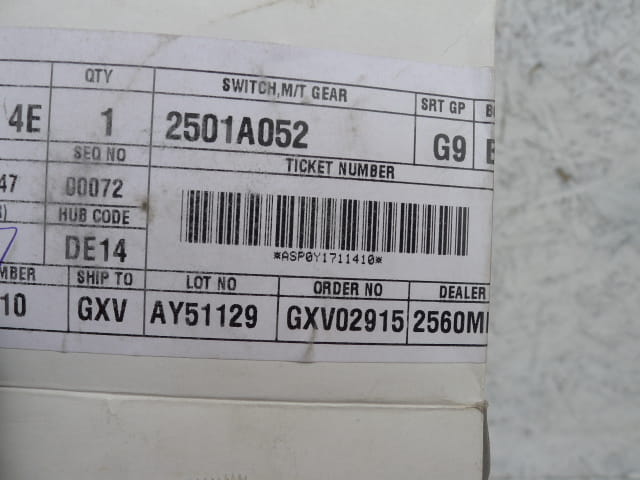 QTY SWITCH,M/T GEAR SRT GP
4E 1 2501A052 G9
SEQ NO TICKET NUMBER
47 00072
HUB CODE
DE14 *ASP0Y1711410*
SHIP TO LOT NO ORDER NO DEALER
10 GXV AY51129 GXV02915 2560M